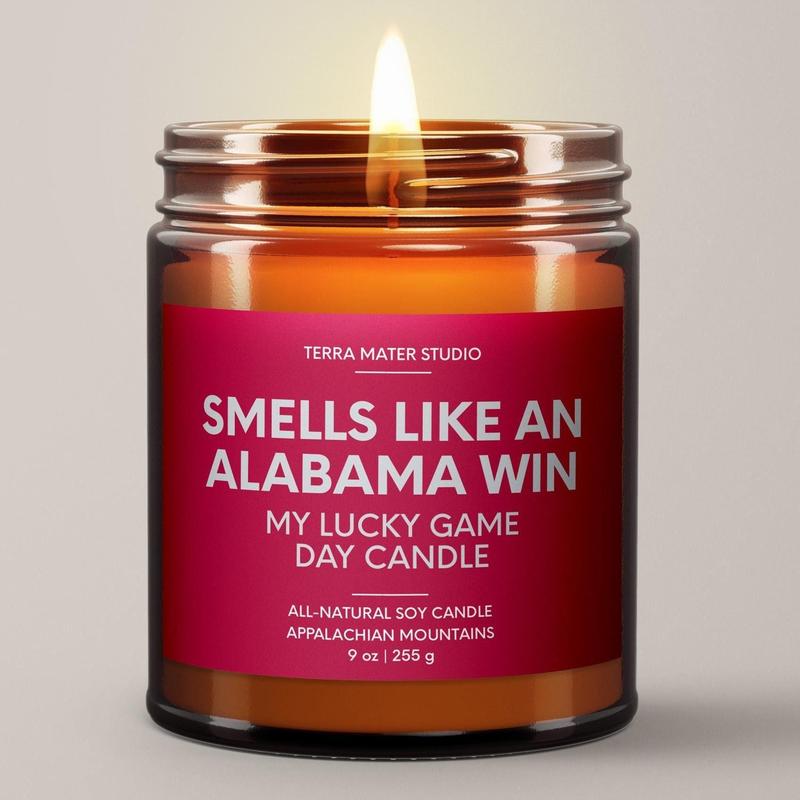 TERRA MATER STUDIO
SMELLS LIKE AN
ALABAMA WIN
MY LUCKY GAME
DAY CANDLE
ALL-NATURAL SOY CANDLE
APPALACHIAN MOUNTAINS
9 oz | 255 g